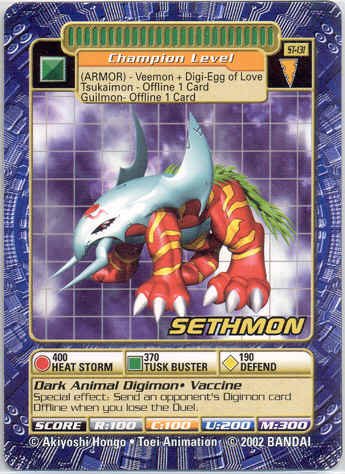 Champion Level
ST-131
(ARMOR) - Veemon + Digi-Egg of Love
Tsukaimon - Offline 1 Card
Guilmon- Offline 1 Card
SETHMON
400 HEAT STORM 370 TUSK BUSTER 190 DEFEND
Dark Animal Digimon• Vaccine
Special effect: Send an opponent's Digimon card
Offline when you lose the Duel.
SCORE R:100 C:100 U:200 M:300
©Akiyoshi Hongo • Toei Animation ©2002 BANDAI